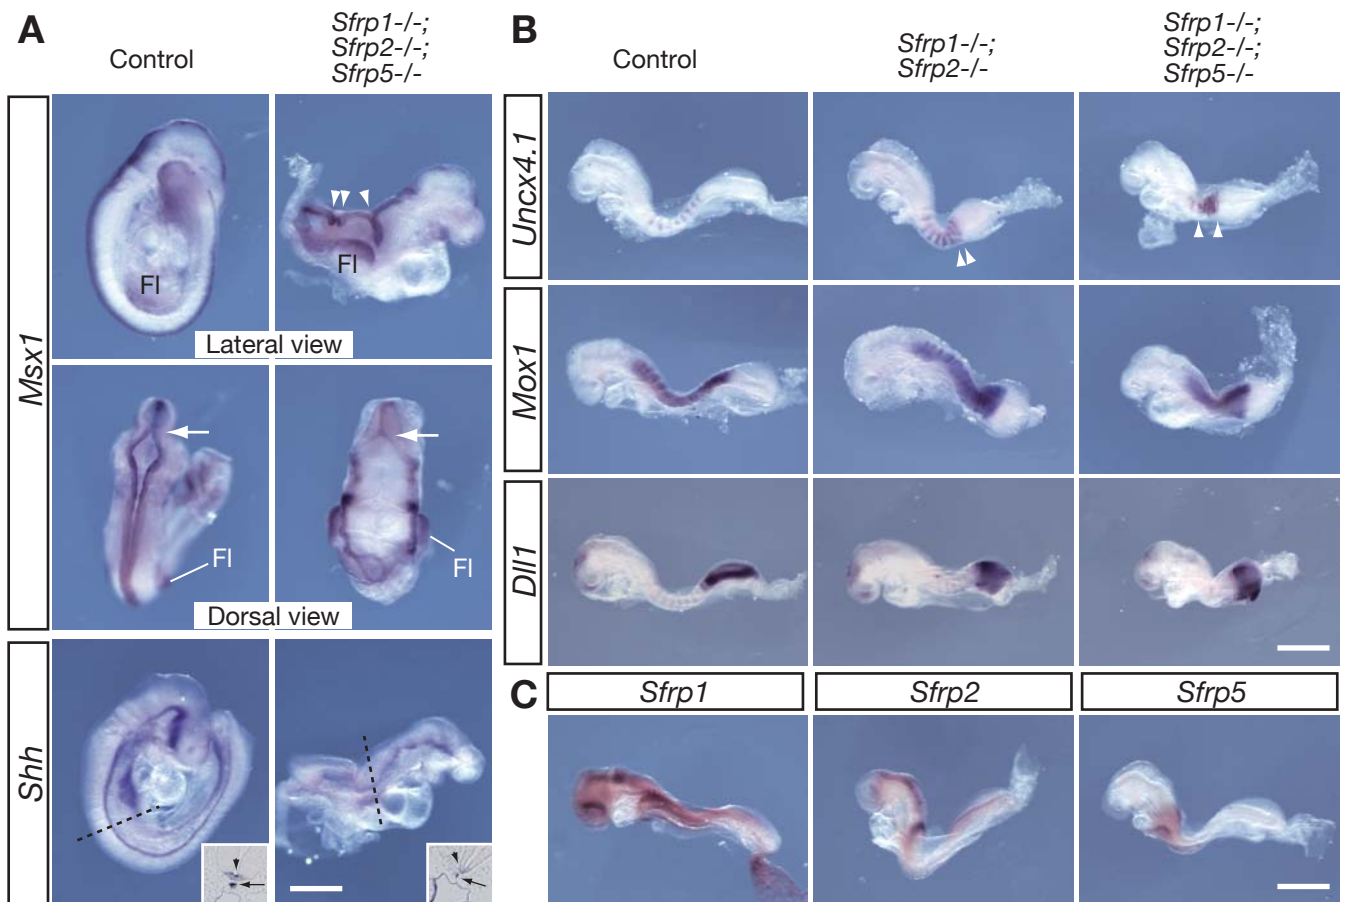 A
Control
Sfrp1-/-;
Sfrp2-/-;
Sfrp5-/-
Msx1
Fl
Fl
Lateral view
Fl
Fl
Dorsal view
Shh
B
Control
Sfrp1-/-;
Sfrp2-/-
Sfrp1-/-;
Sfrp2-/-;
Sfrp5-/-
Uncx4.1
Mox1
Dll1
C
Sfrp1
Sfrp2
Sfrp5